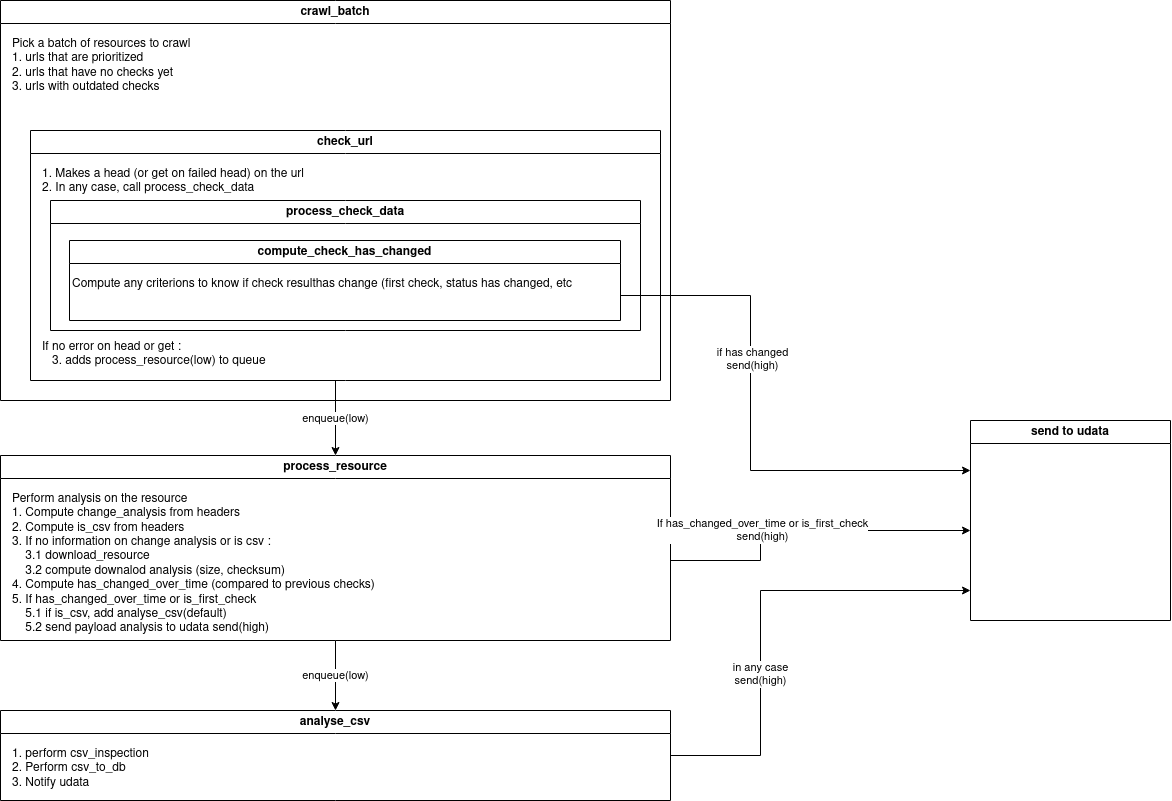 crawl_batch
Pick a batch of resources to crawl
1. urls that are prioritized
2. urls that have no checks yet
3. urls with outdated checks
check_url
1. Makes a head (or get on failed head) on the url
2. In any case, call process_check_data
process_check_data
compute_check_has_changed
Compute any criterions to know if check resulthas change (first check, status has changed, etc
If no error on head or get :
3. adds process_resource(low) to queue
if has changed
send(high)
enqueue(low)
send to udata
process_resource
Perform analysis on the resource
1. Compute change_analysis from headers
2. Compute is_csv from headers
3. If no information on change analysis or is csv :
3.1 download_resource
3.2 compute downalod analysis (size, checksum)
4. Compute has_changed_over_time (compared to previous checks)
5. If has_changed_over_time or is_first_check
5.1 if is_csv, add analyse_csv(default)
5.2 send payload analysis to udata send(high)
If has_changed_over_time or is_first_check
send(high)
enqueue(low)
in any case
send(high)
analyse_csv
1. perform csv_inspection
2. Perform csv_to_db
3. Notify udata